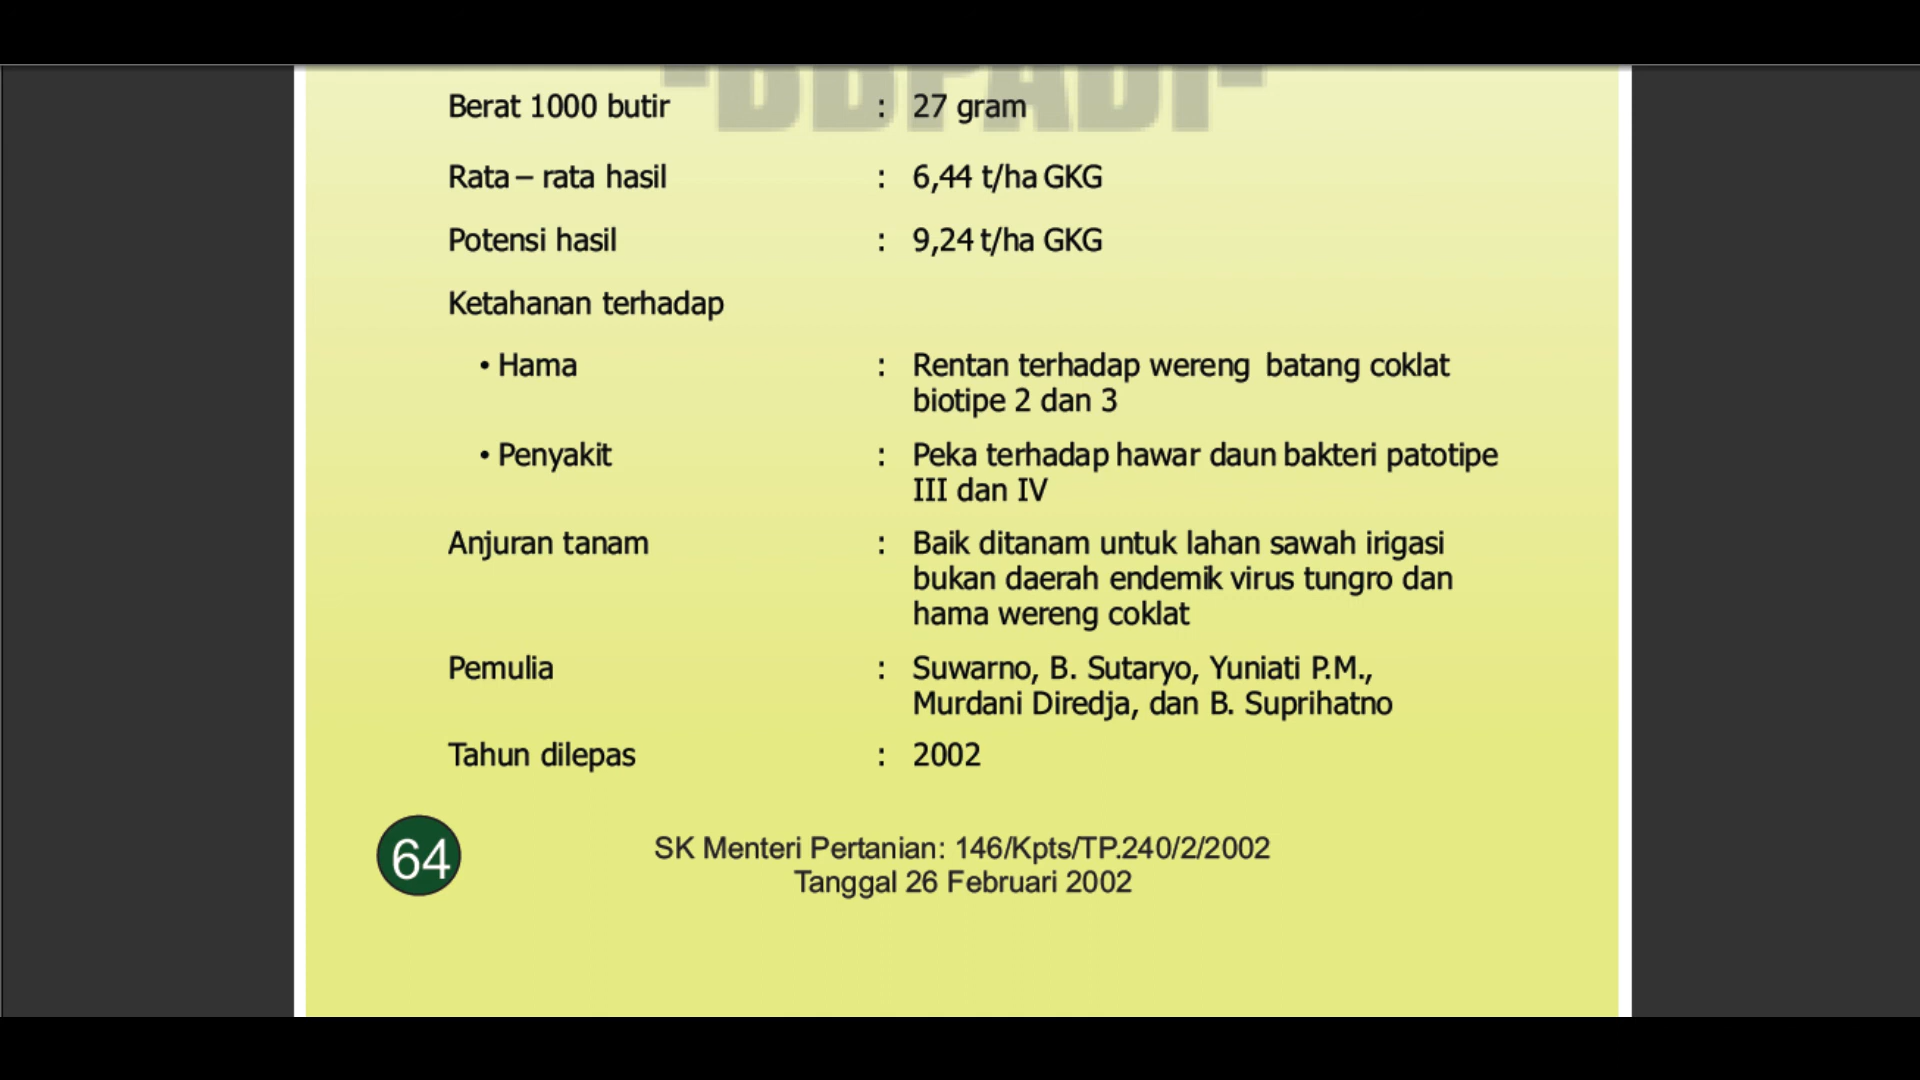 Berat 1000 butir : 27 gram
Rata – rata hasil : 6,44 t/ha GKG
Potensi hasil : 9,24 t/ha GKG
Ketahanan terhadap
• Hama : Rentan terhadap wereng batang coklat
biotipe 2 dan 3
• Penyakit : Peka terhadap hawar daun bakteri patotipe
III dan IV
Anjuran tanam : Baik ditanam untuk lahan sawah irigasi
bukan daerah endemik virus tungro dan
hama wereng coklat
Pemulia : Suwarno, B. Sutaryo, Yuniati P.M.,
Murdani Diredja, dan B. Suprihatno
Tahun dilepas : 2002
64
SK Menteri Pertanian: 146/Kpts/TP.240/2/2002
Tanggal 26 Februari 2002